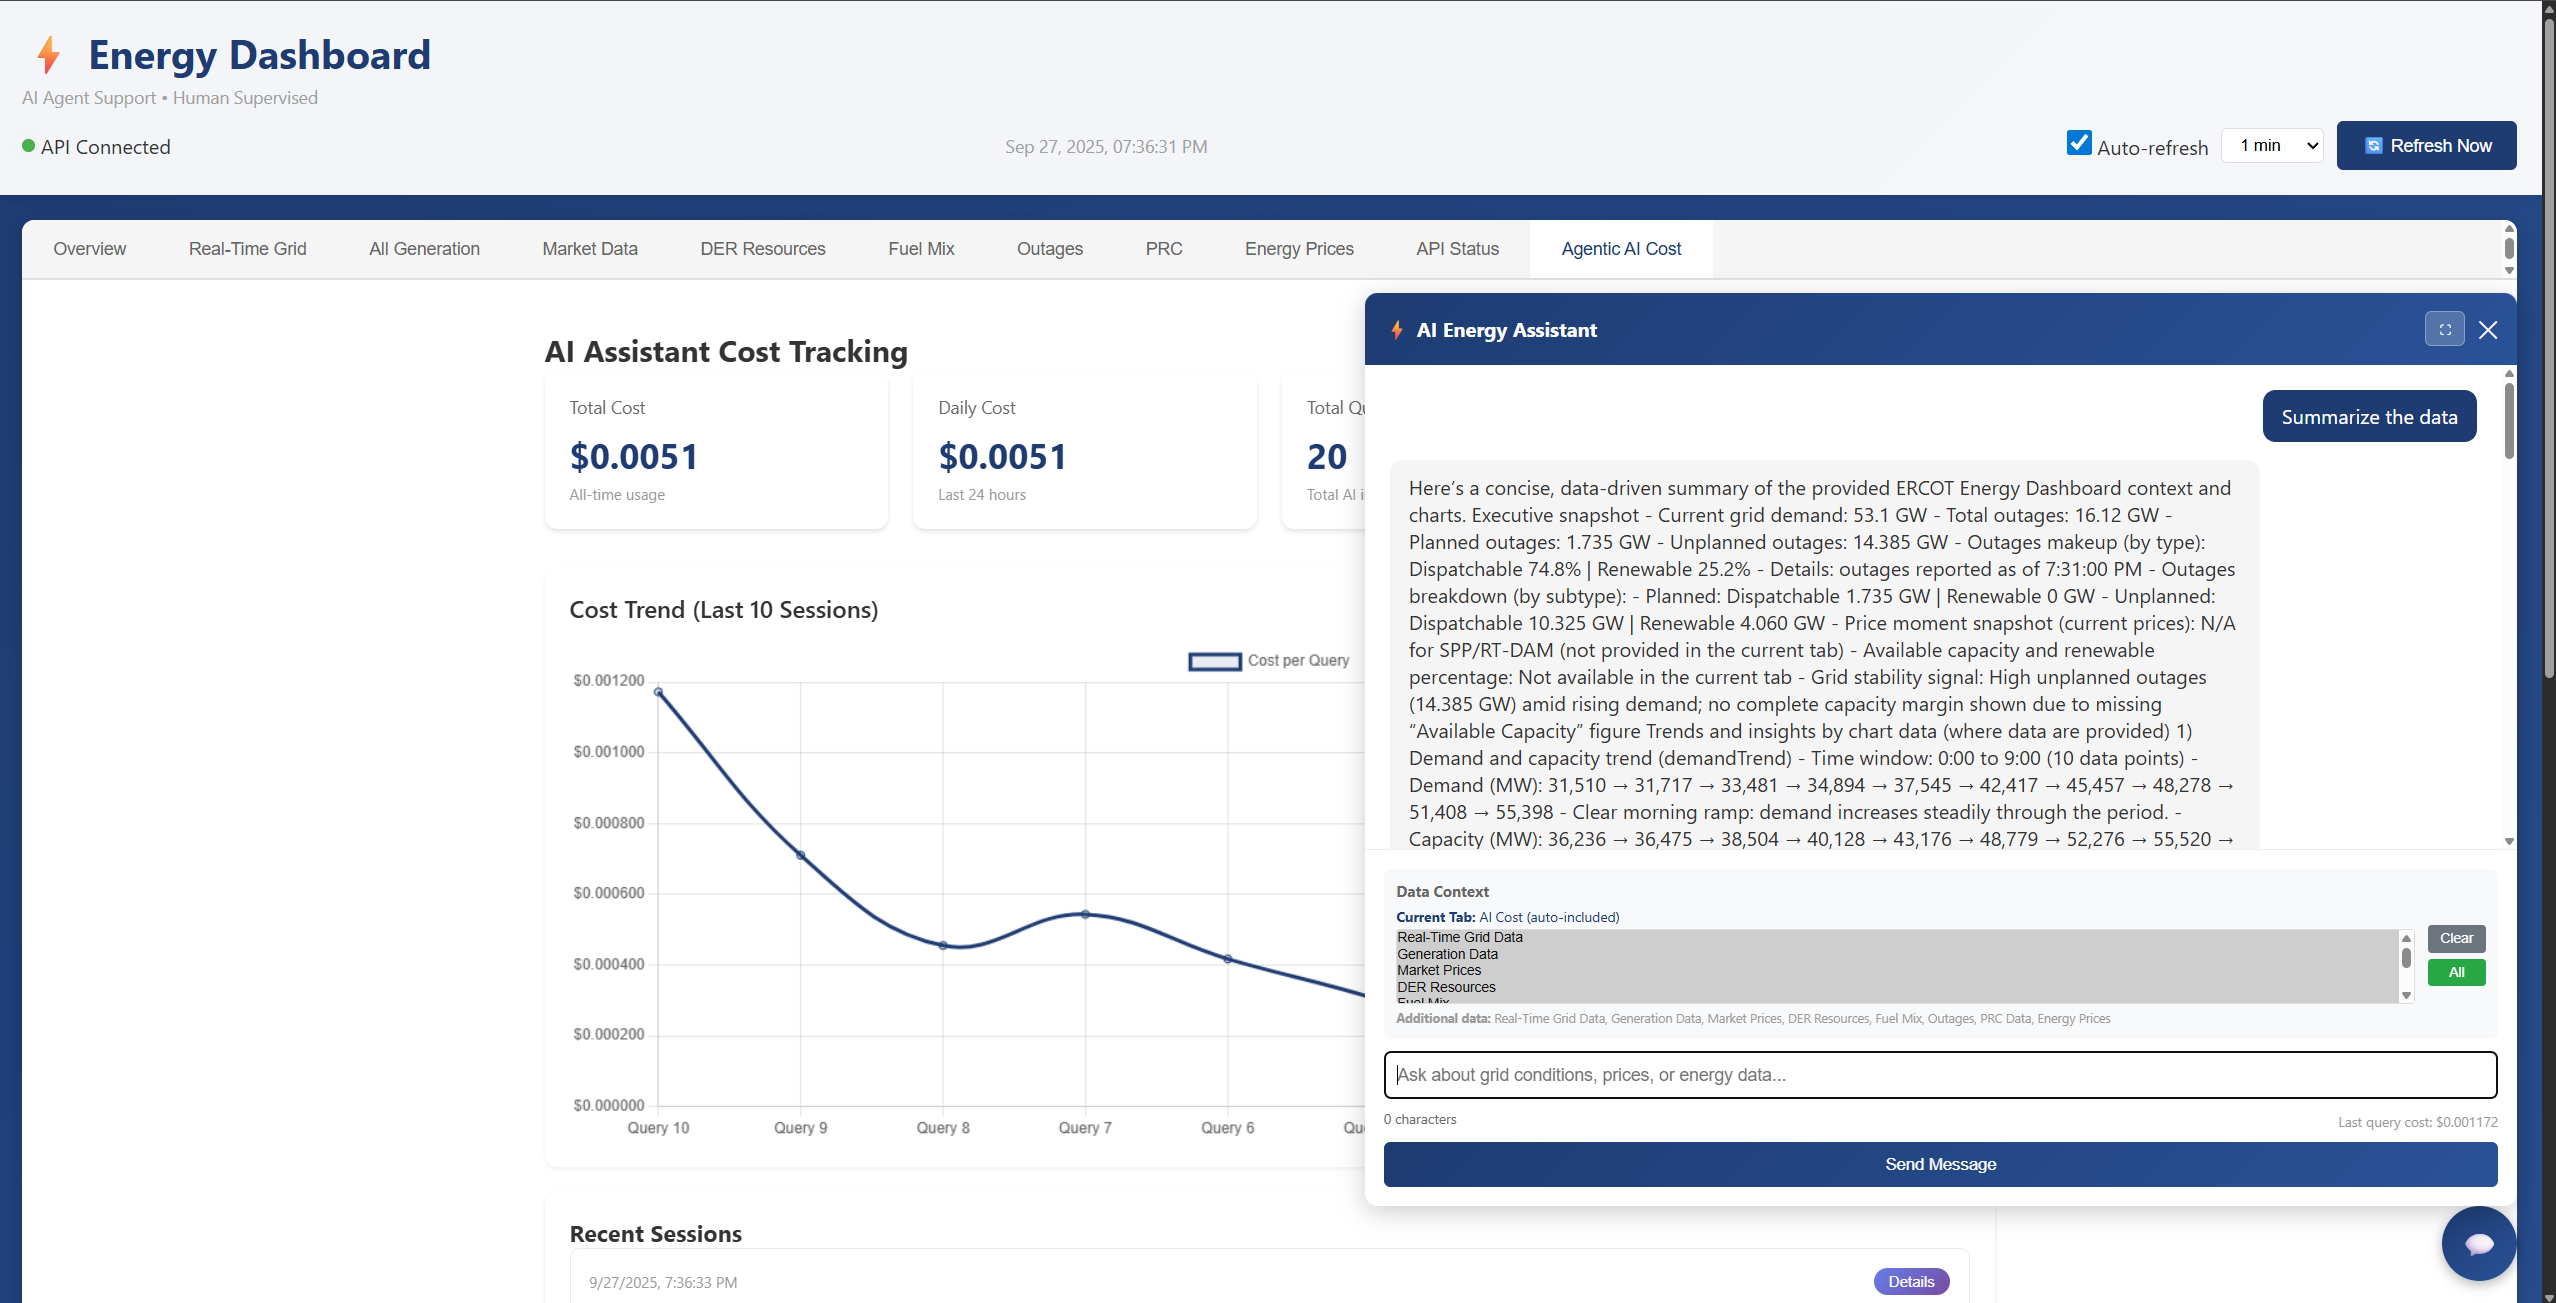 Energy Dashboard
AI Agent Support • Human Supervised
API Connected
Sep 27, 2025, 07:36:31 PM
Auto-refresh
1 min
Refresh Now
Overview
Real-Time Grid
All Generation
Market Data
DER Resources
Fuel Mix
Outages
PRC
Energy Prices
API Status
Agentic AI Cost
AI Assistant Cost Tracking
Total Cost
$0.0051
All-time usage
Daily Cost
$0.0051
Last 24 hours
Total Qu
20
Total AI i
Cost Trend (Last 10 Sessions)
Cost per Query
$0.001200
$0.001000
$0.000800
$0.000600
$0.000400
$0.000200
$0.000000
Query 10
Query 9
Query 8
Query 7
Query 6
Qu
Recent Sessions
9/27/2025, 7:36:33 PM
Details
AI Energy Assistant
Summarize the data
Here's a concise, data-driven summary of the provided ERCOT Energy Dashboard context and
charts. Executive snapshot - Current grid demand: 53.1 GW - Total outages: 16.12 GW -
Planned outages: 1.735 GW - Unplanned outages: 14.385 GW - Outages makeup (by type):
Dispatchable 74.8% | Renewable 25.2% - Details: outages reported as of 7:31:00 PM - Outages
breakdown (by subtype): - Planned: Dispatchable 1.735 GW | Renewable 0 GW - Unplanned:
Dispatchable 10.325 GW | Renewable 4.060 GW - Price moment snapshot (current prices): N/A
for SPP/RT-DAM (not provided in the current tab) - Available capacity and renewable
percentage: Not available in the current tab - Grid stability signal: High unplanned outages
(14.385 GW) amid rising demand; no complete capacity margin shown due to missing
“Available Capacity” figure Trends and insights by chart data (where data are provided) 1)
Demand and capacity trend (demandTrend) - Time window: 0:00 to 9:00 (10 data points) -
Demand (MW): 31,510 → 31,717 → 33,481 → 34,894 → 37,545 → 42,417 → 45,457 → 48,278 →
51,408 → 55,398 - Clear morning ramp: demand increases steadily through the period. -
Capacity (MW): 36,236 → 36,475 → 38,504 → 40,128 → 43,176 → 48,779 → 52,276 → 55,520 →
Data Context
Current Tab: AI Cost (auto-included)
Real-Time Grid Data
Generation Data
Market Prices
DER Resources
Fuel Mix
Clear
All
Additional data: Real-Time Grid Data, Generation Data, Market Prices, DER Resources, Fuel Mix, Outages, PRC Data, Energy Prices
Ask about grid conditions, prices, or energy data...
0 characters
Last query cost: $0.001172
Send Message